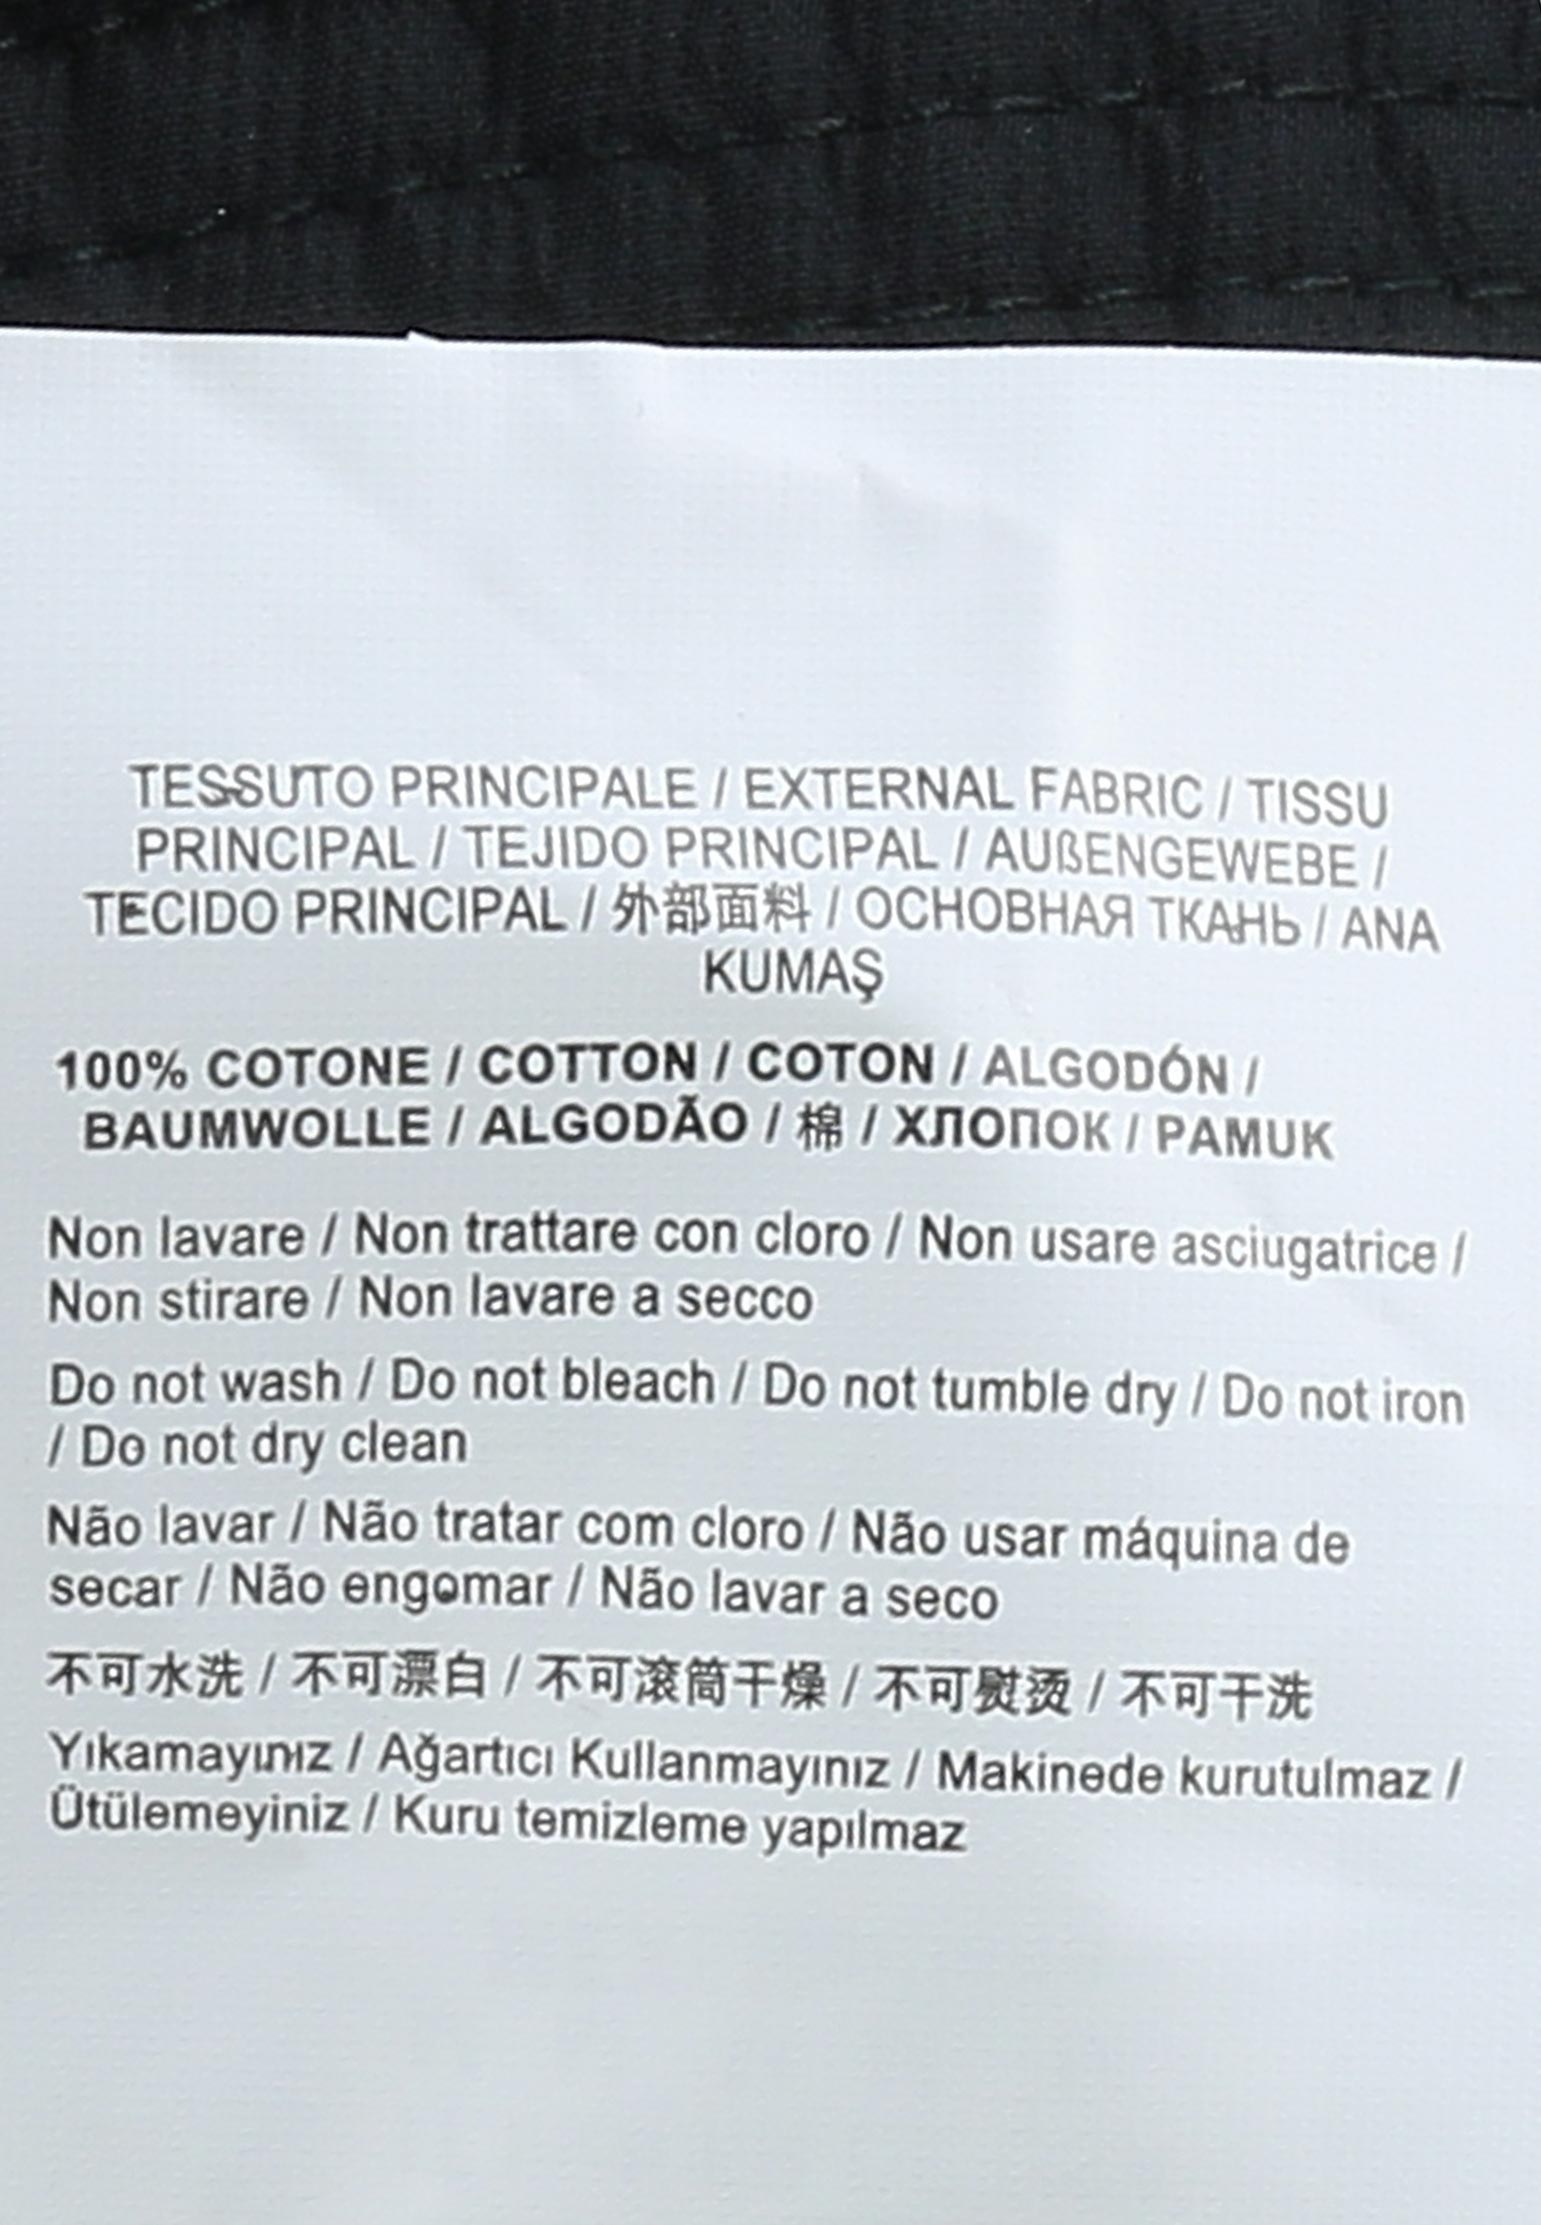 TESSUTO PRINCIPALE / EXTERNAL FABRIC / TISSU
PRINCIPAL / TEJIDO PRINCIPAL / AUßENGEWEBE /
TECIDO PRINCIPAL / 外部面料 / ОСНОВНАЯ ТКАНЬ / ANA
KUMAŞ
100% COTONE / COTTON / COTON / ALGODÓN /
BAUMWOLLE / ALGODÃO / 棉 / ХЛОПОК / PAMUK
Non lavare / Non trattare con cloro / Non usare asciugatrice /
Non stirare / Non lavare a secco
Do not wash / Do not bleach / Do not tumble dry / Do not iron
/ Do not dry clean
Não lavar / Não tratar com cloro / Não usar máquina de
secar / Não engomar / Não lavar a seco
不可水洗 / 不可漂白 / 不可滚筒干燥 / 不可熨烫 / 不可干洗
Yıkamayınız / Ağartıcı Kullanmayınız / Makinede kurutulmaz /
Ütülemeyiniz / Kuru temizleme yapılmaz